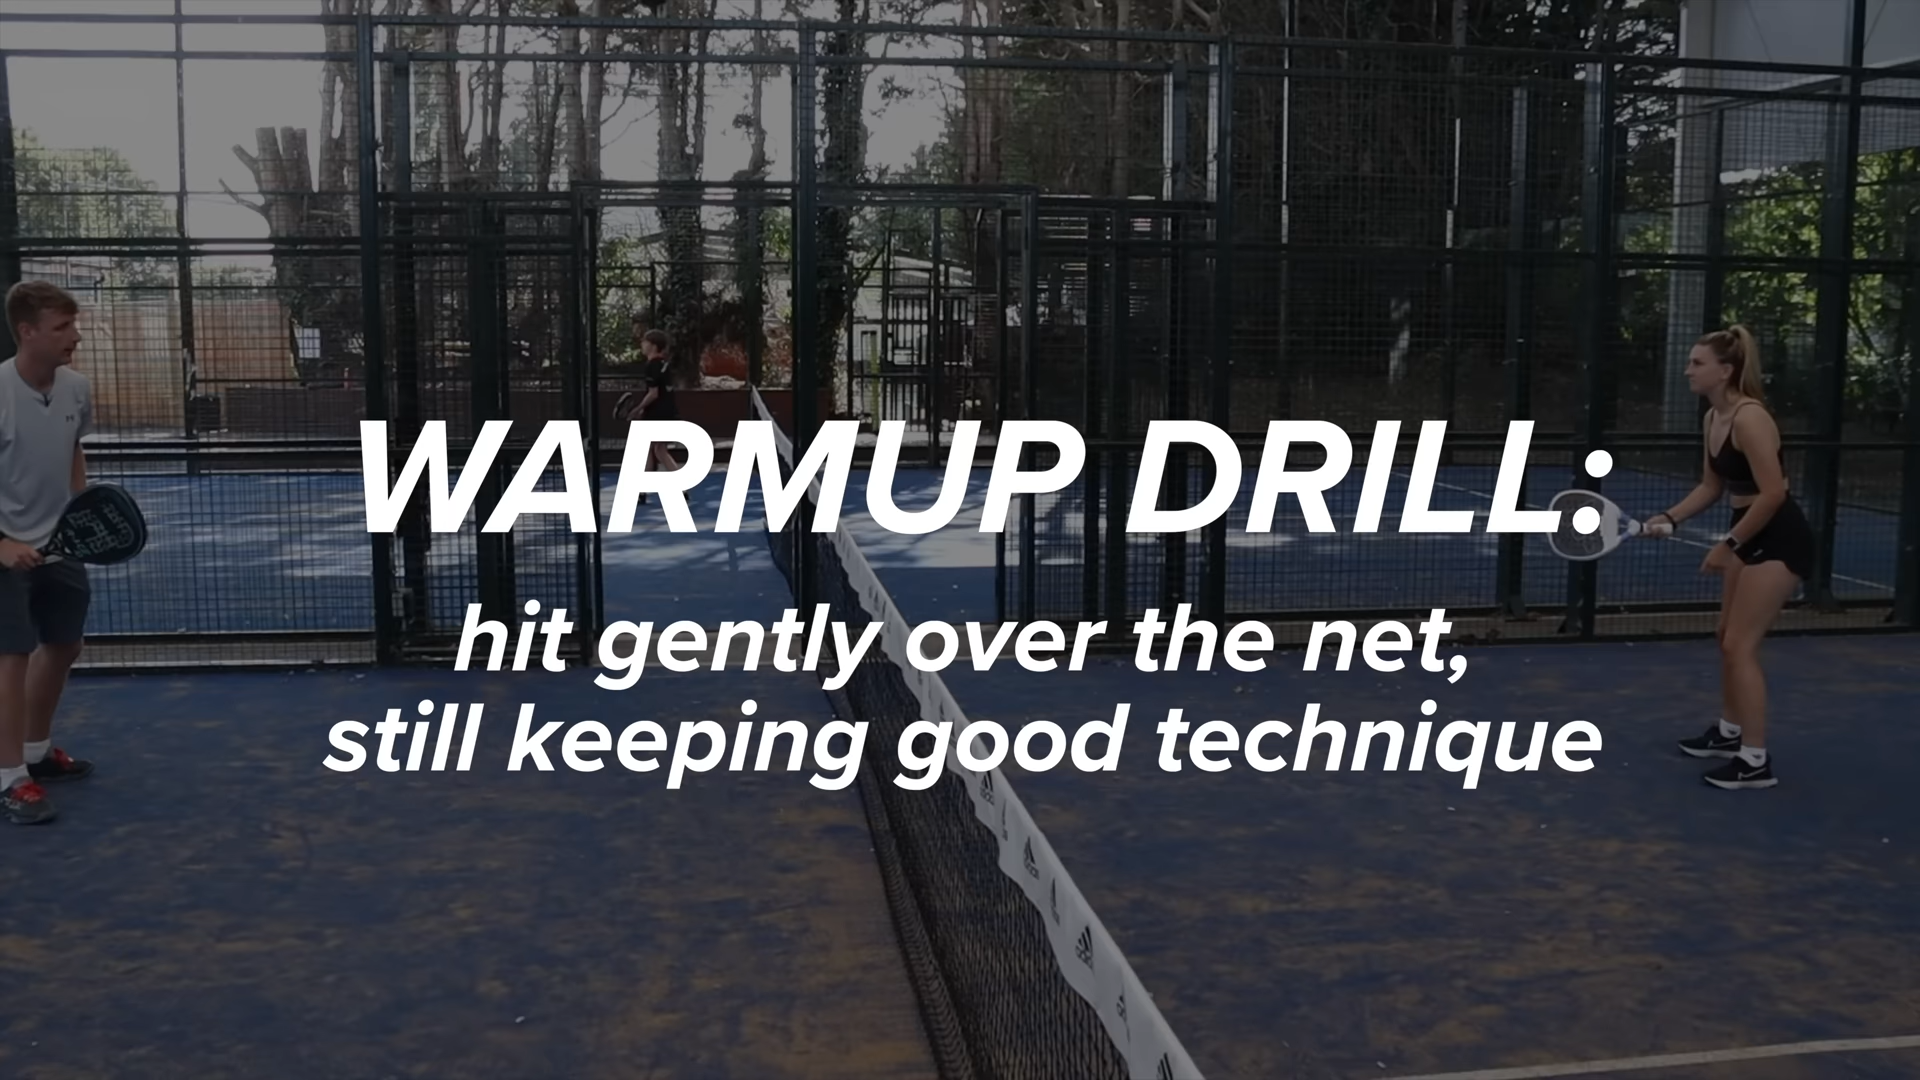 WARMUP DRILL:
hit gently over the net,
still keeping good technique